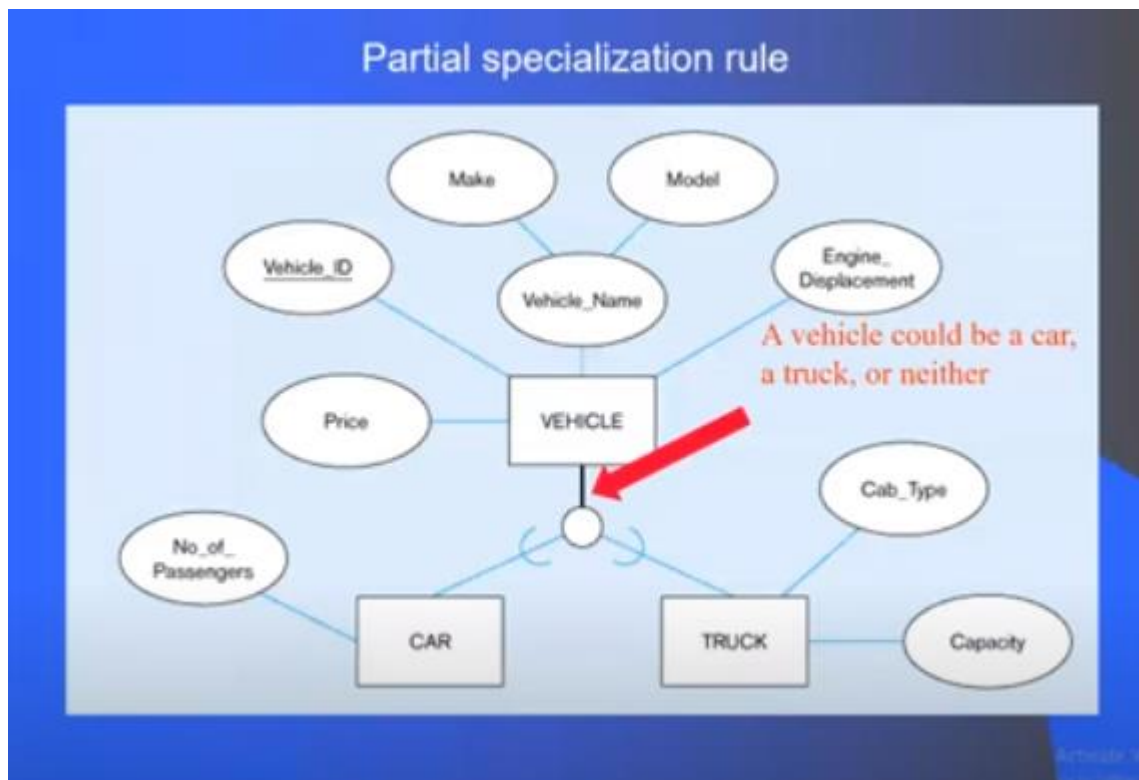 Partial specialization rule
Make
Model
Vehicle_ID
Engine_
Displacement
Vehicle_Name
A vehicle could be a car,
a truck, or neither
Price
VEHICLE
Cab_Type
No_of_
Passengers
CAR
TRUCK
Capacity
Activate